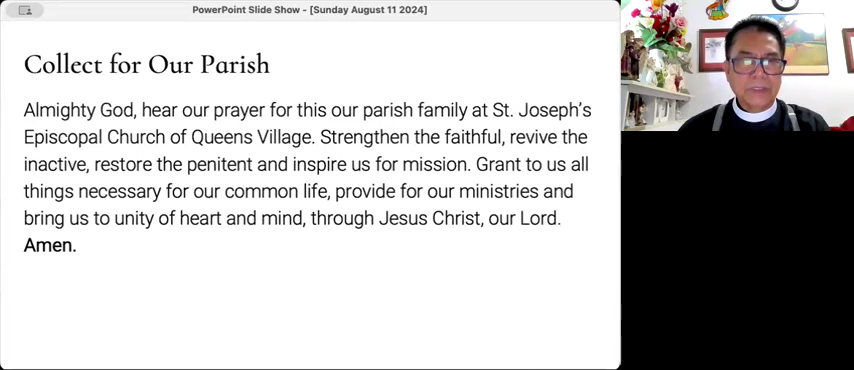 PowerPoint Slide Show - [Sunday August 11 2024]
Collect for Our Parish
Almighty God, hear our prayer for this our parish family at St. Joseph's
Episcopal Church of Queens Village. Strengthen the faithful, revive the
inactive, restore the penitent and inspire us for mission. Grant to us all
things necessary for our common life, provide for our ministries and
bring us to unity of heart and mind, through Jesus Christ, our Lord.
Amen.